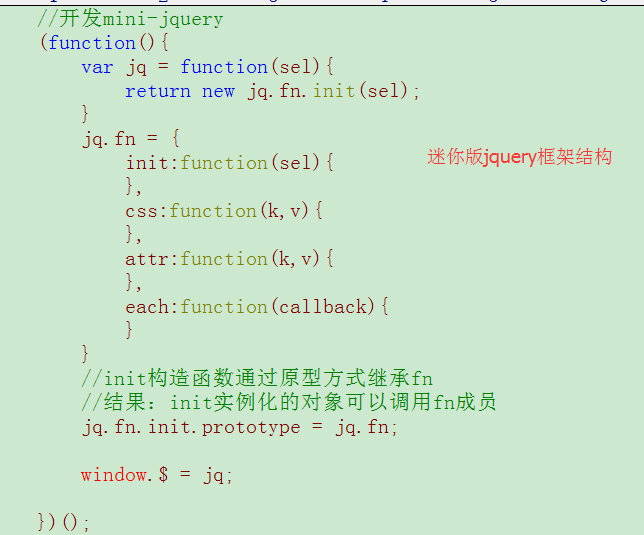 //开发mini-jquery
(function(){
    var jq = function(sel){
        return new jq.fn.init(sel);
    }
    jq.fn = {
        init:function(sel){
        },
        css:function(k,v){
        },
        attr:function(k,v){
        },
        each:function(callback){
        }
    }
    //init构造函数通过原型方式继承fn
    //结果：init实例化的对象可以调用fn成员
    jq.fn.init.prototype = jq.fn;

    window.$ = jq;

})();
迷你版jquery框架结构